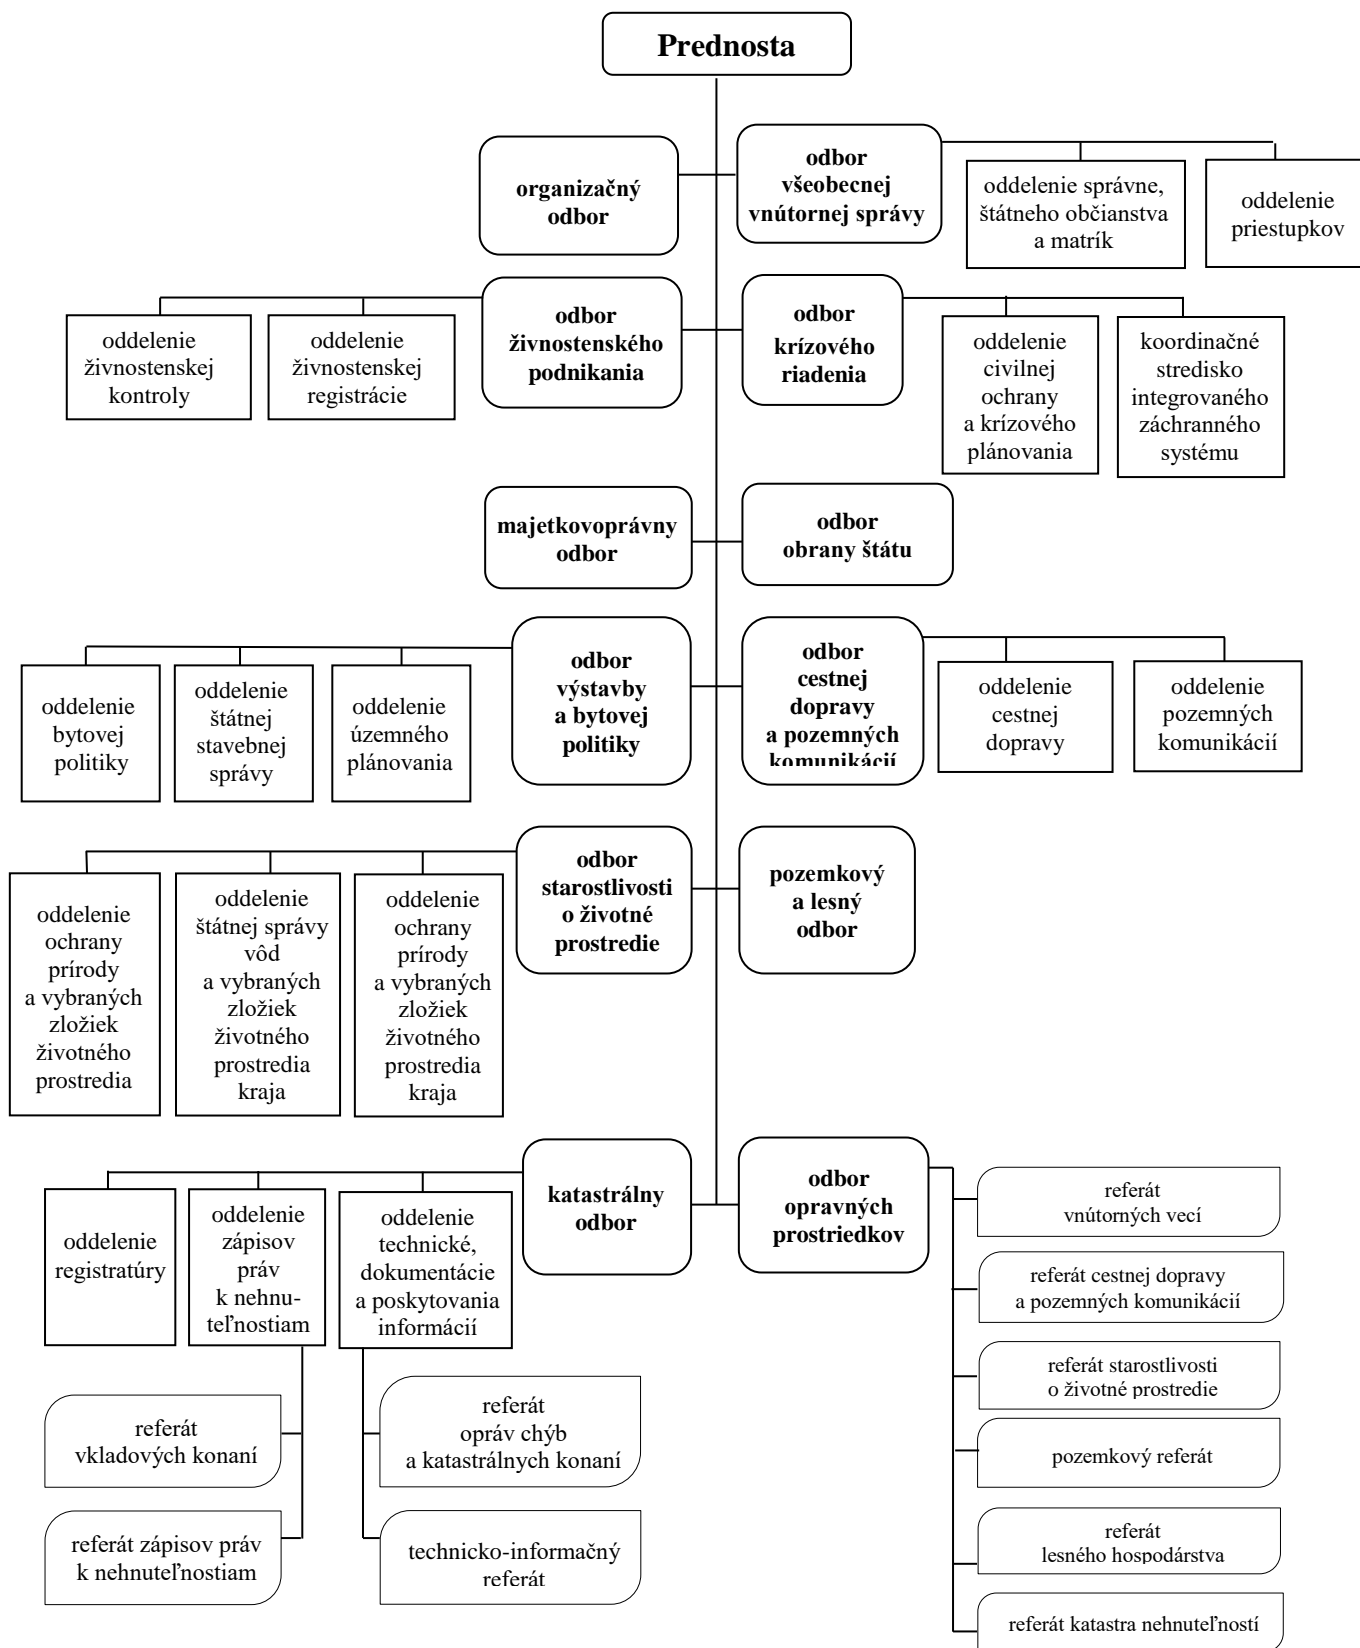 Prednosta
organizačný
odbor
odbor
všeobecnej
vnútornej správy
oddelenie správne,
štátneho občianstva
a matrík
oddelenie
priestupkov
oddelenie
živnostenskej
kontroly
oddelenie
živnostenskej
registrácie
odbor
živnostenského
podnikania
odbor
krízového
riadenia
oddelenie
civilnej
ochrany
a krízového
plánovania
koordinačné
stredisko
integrovaného
záchranného
systému
majetkovoprávny
odbor
odbor
obrany štátu
oddelenie
bytovej
politiky
oddelenie
štátnej
stavebnej
správy
oddelenie
územného
plánovania
odbor
výstavby
a bytovej
politiky
odbor
cestnej
dopravy
a pozemných
komunikácií
oddelenie
cestnej
dopravy
oddelenie
pozemných
komunikácií
oddelenie
ochrany
prírody
a vybraných
zložiek
životného
prostredia
oddelenie
štátnej správy
vôd
a vybraných
zložiek
životného
prostredia
kraja
oddelenie
ochrany
prírody
a vybraných
zložiek
životného
prostredia
kraja
odbor
starostlivosti
o životné
prostredie
pozemkový
a lesný
odbor
oddelenie
registratúry
oddelenie
zápisov
práv
k nehnu-
teľnostiam
oddelenie
technické,
dokumentácie
a poskytovania
informácií
katastrálny
odbor
odbor
opravných
prostriedkov
referát
vnútorných vecí
referát cestnej dopravy
a pozemných komunikácií
referát starostlivosti
o životné prostredie
pozemkový referát
referát
lesného hospodárstva
referát katastra nehnuteľností
referát
vkladových konaní
referát zápisov práv
k nehnuteľnostiam
referát
opráv chýb
a katastrálnych konaní
technicko-informačný
referát